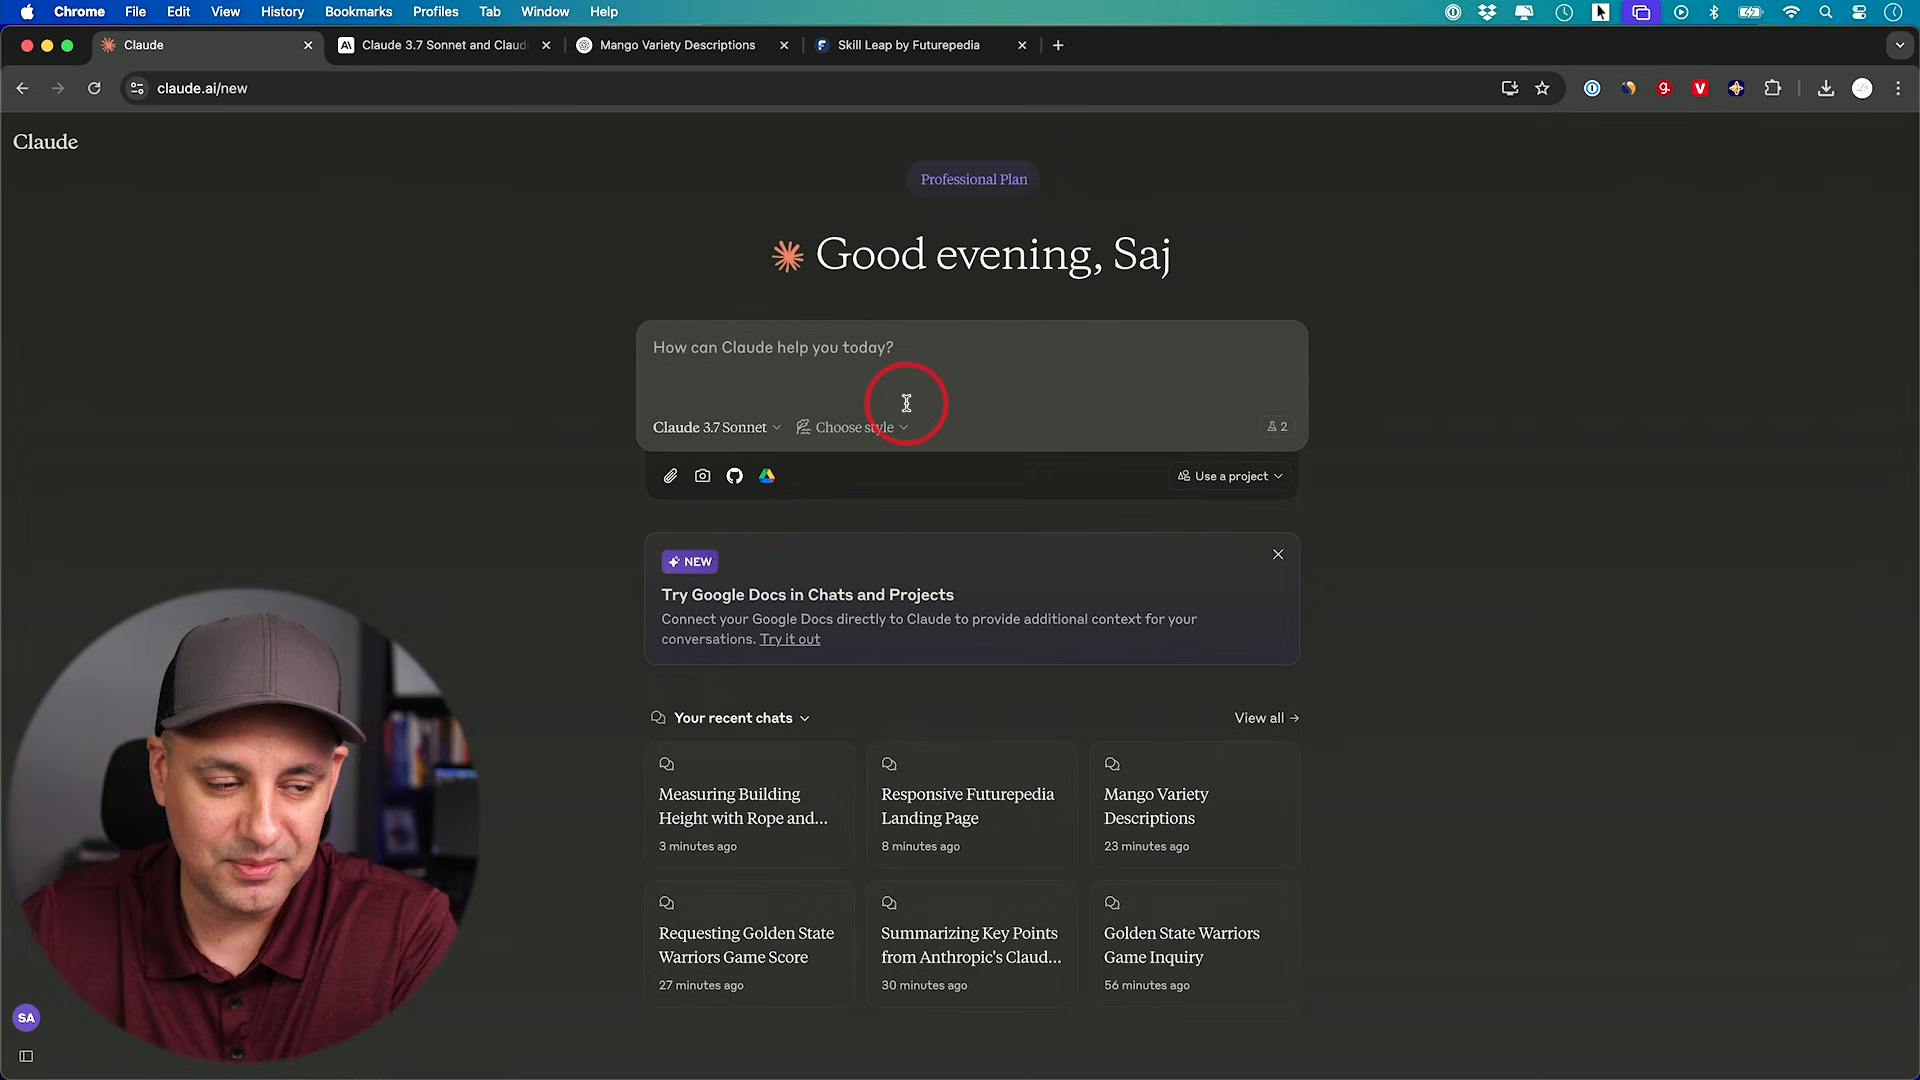 Chrome File Edit View History Bookmarks Profiles Tab Window Help
Claude
Claude 3.7 Sonnet and Claud
Mango Variety Descriptions
Skill Leap by Futurepedia
claude.ai/new
Claude
Professional Plan
Good evening, Saj
How can Claude help you today?
Claude 3.7 Sonnet Choose style 2
Use a project
NEW
Try Google Docs in Chats and Projects
Connect your Google Docs directly to Claude to provide additional context for your
conversations. Try it out
Your recent chats View all →
Measuring Building
Height with Rope and...
3 minutes ago
Responsive Futurepedia
Landing Page
8 minutes ago
Mango Variety
Descriptions
23 minutes ago
Requesting Golden State
Warriors Game Score
27 minutes ago
Summarizing Key Points
from Anthropic's Claud...
30 minutes ago
Golden State Warriors
Game Inquiry
56 minutes ago
SA